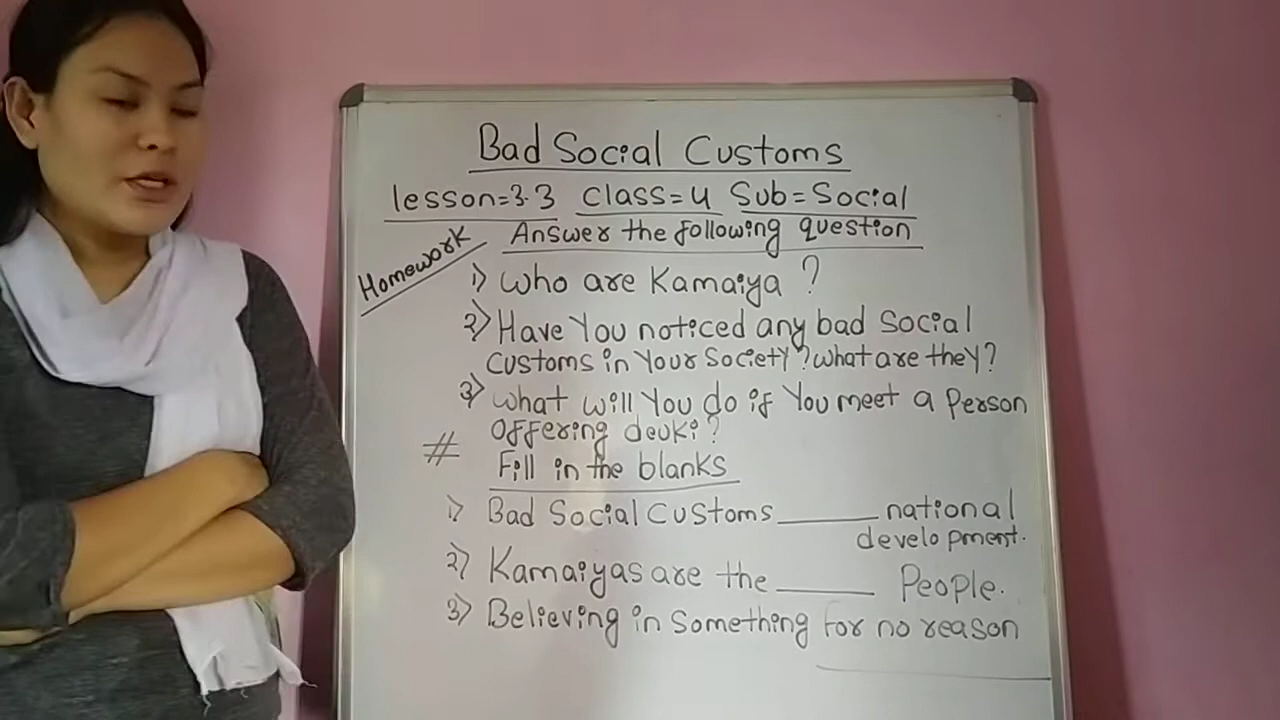 Bad Social Customs
lesson=3.3 Class=4 Sub=Social
Homework
Answer the following question
1) Who are Kamaiya ?
2) Have You noticed any bad Social
Customs in Your Society? What are they?
3) What will You do if You meet a Person
offering deuki?
# Fill in the blanks
1) Bad Social Customs ______ national
development.
2) Kamaiyas are the ______ People.
3) Believing in Something for no reason
______